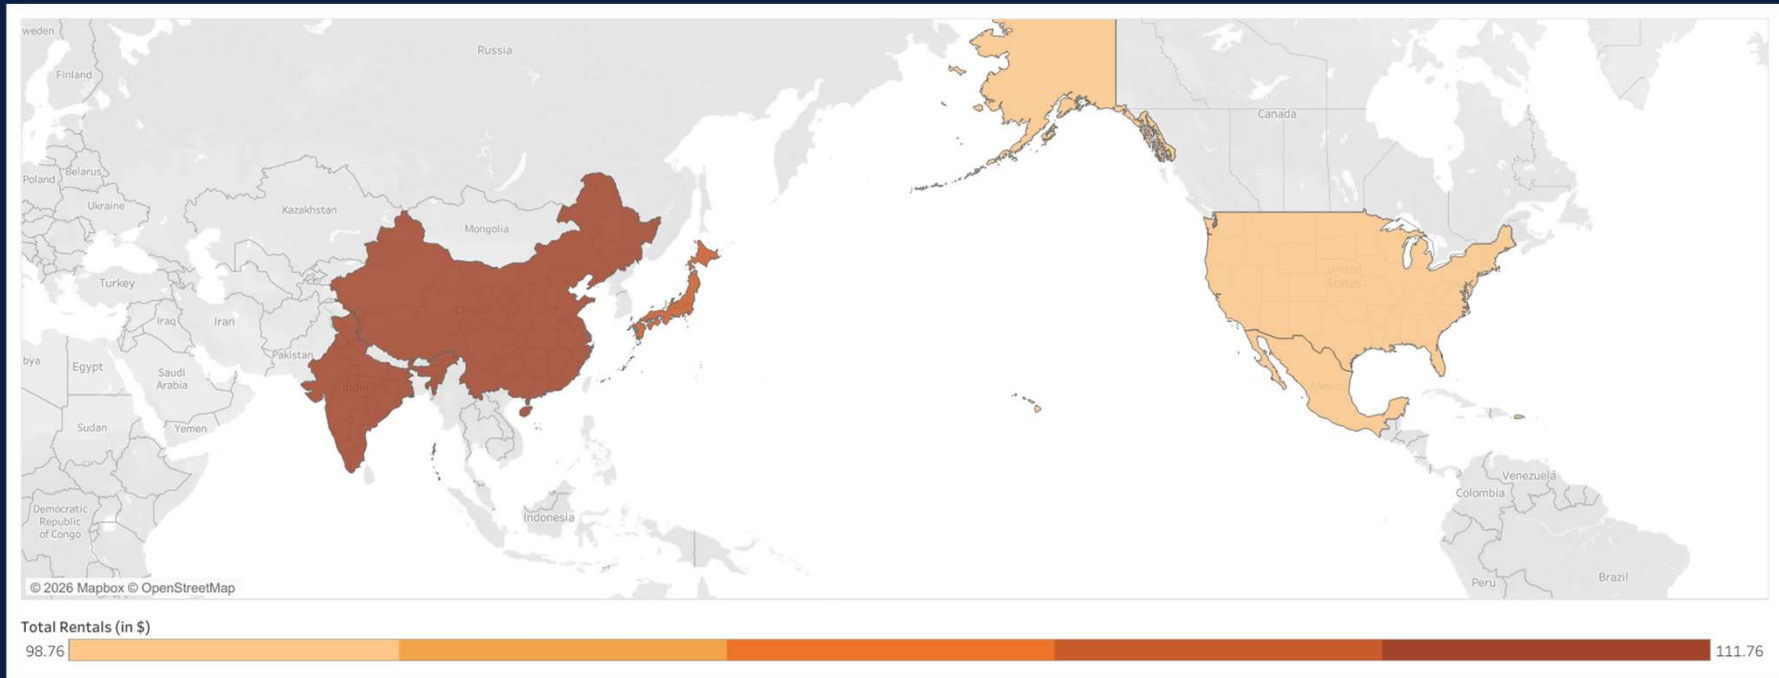 weden
Finland
Russia
Canada
Poland
Belarus
Ukraine
Kazakhstan
Mongolia
Turkey
China
United
States
Iraq
Iran
Pakistan
bya
Egypt
Saudi
Arabia
India
Mexico
Sudan
Yemen
Venezuela
Colombia
Democratic
Republic
of Congo
Indonesia
Peru
Brazil
© 2026 Mapbox © OpenStreetMap
Total Rentals (in $)
98.76
111.76